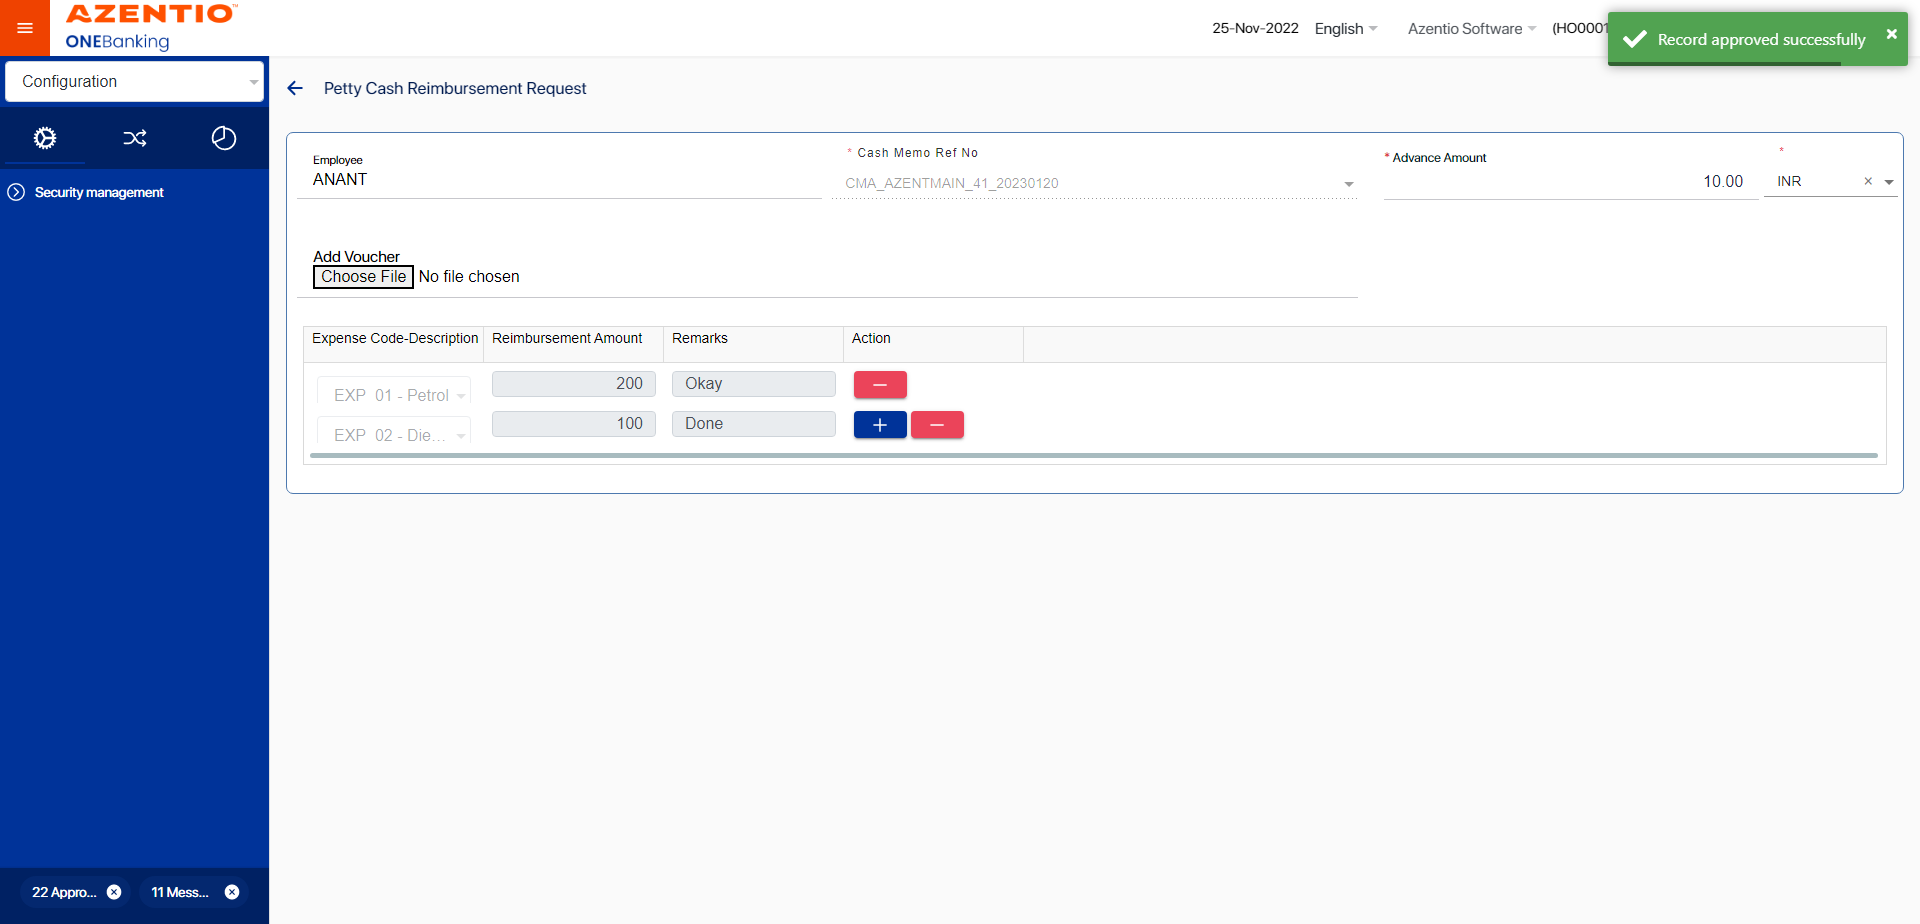 AZENTIO™
ONEBanking
25-Nov-2022 English Azentio Software (HO0001
Record approved successfully
Configuration
Petty Cash Reimbursement Request
Security management
Employee
ANANT
* Cash Memo Ref No
CMA_AZENTMAIN_41_20230120
* Advance Amount
10.00
*
INR
Add Voucher
Choose File No file chosen
Expense Code-Description Reimbursement Amount Remarks Action
EXP 01 - Petrol 200 Okay
EXP 02 - Die... 100 Done
22 Appro... 11 Mess...